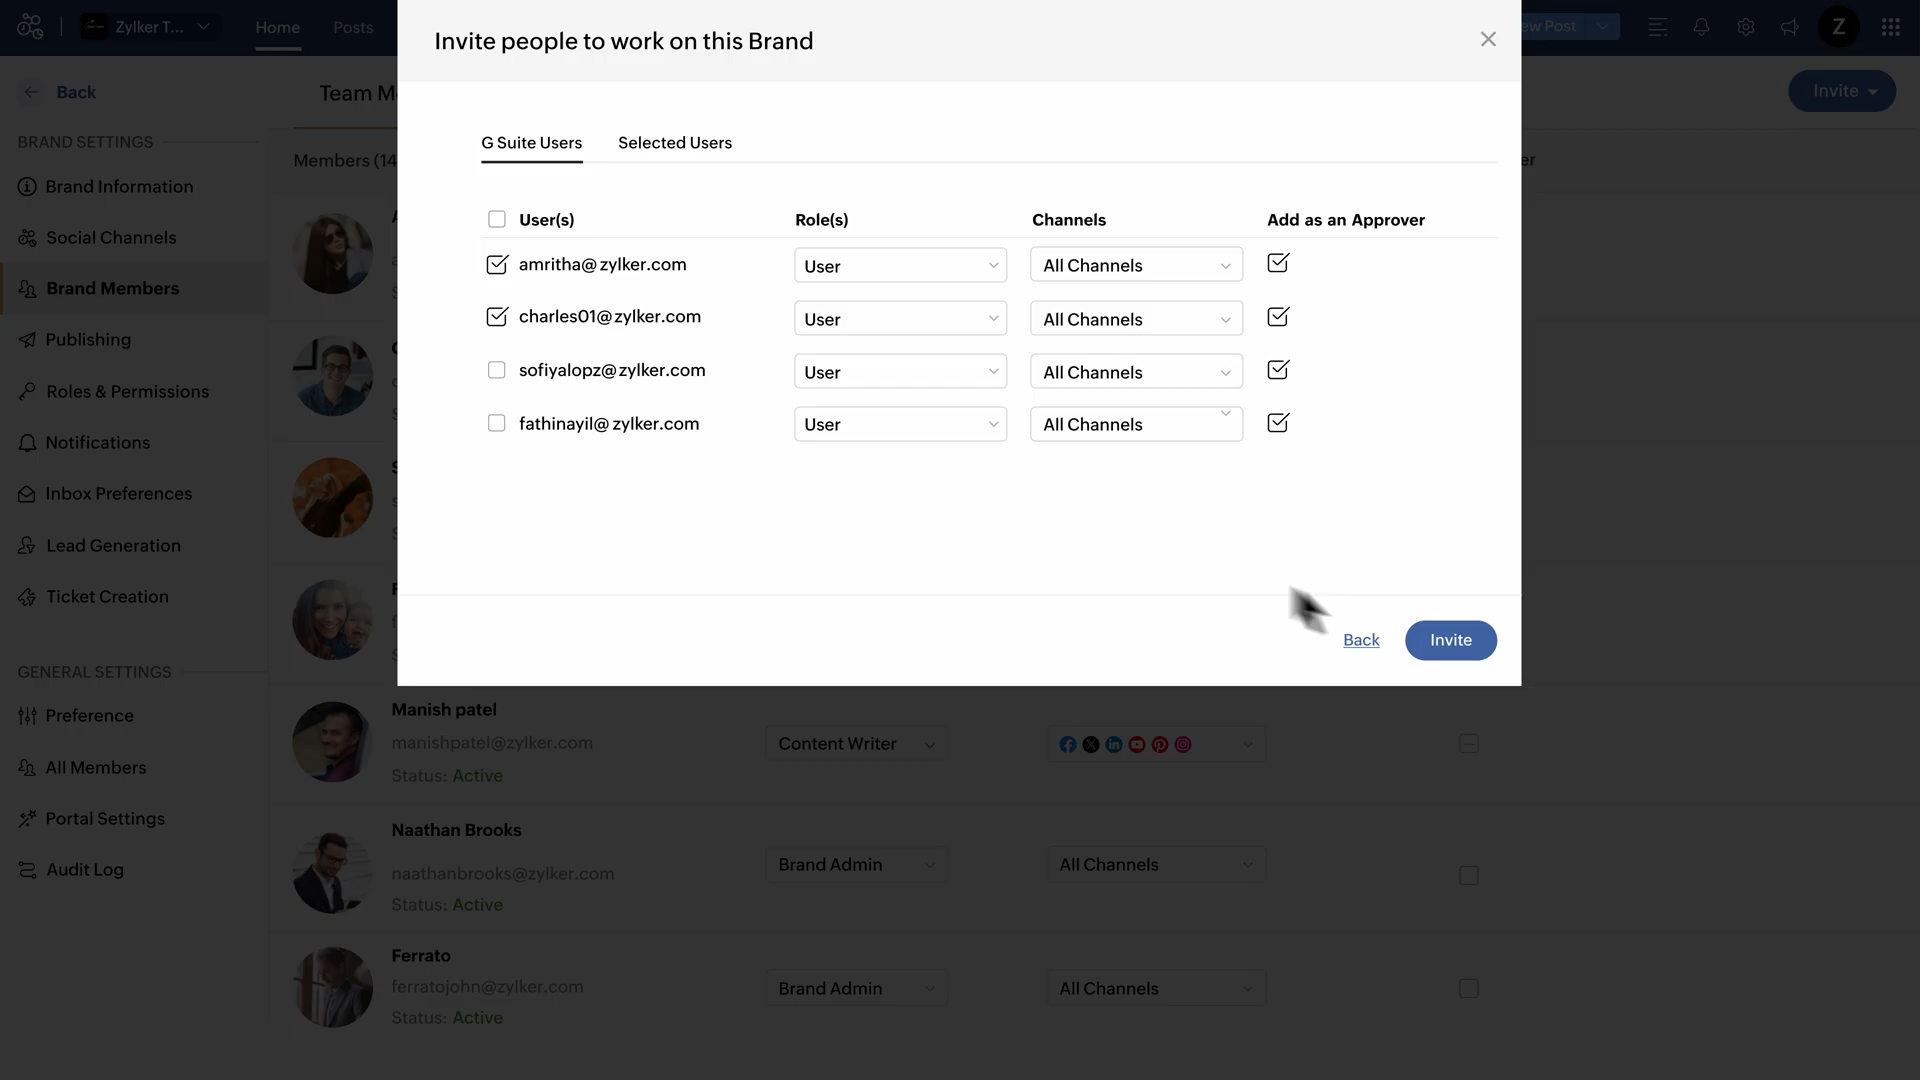 Zylker T...
Home
Posts
ew Post
Z
Invite people to work on this Brand
Back
Team M
Invite
BRAND SETTINGS
Members (14
er
Brand Information
Social Channels
Brand Members
Publishing
Roles & Permissions
Notifications
Inbox Preferences
Lead Generation
Ticket Creation
GENERAL SETTINGS
Preference
All Members
Portal Settings
Audit Log
G Suite Users
Selected Users
User(s) Role(s) Channels Add as an Approver
amritha@zylker.com User All Channels
charles01@zylker.com User All Channels
sofiyalopz@zylker.com User All Channels
fathinayil@zylker.com User All Channels
Back
Invite
Manish patel
manishpatel@zylker.com Content Writer
Status: Active
Naathan Brooks
naathanbrooks@zylker.com Brand Admin All Channels
Status: Active
Ferrato
ferratojohn@zylker.com Brand Admin All Channels
Status: Active